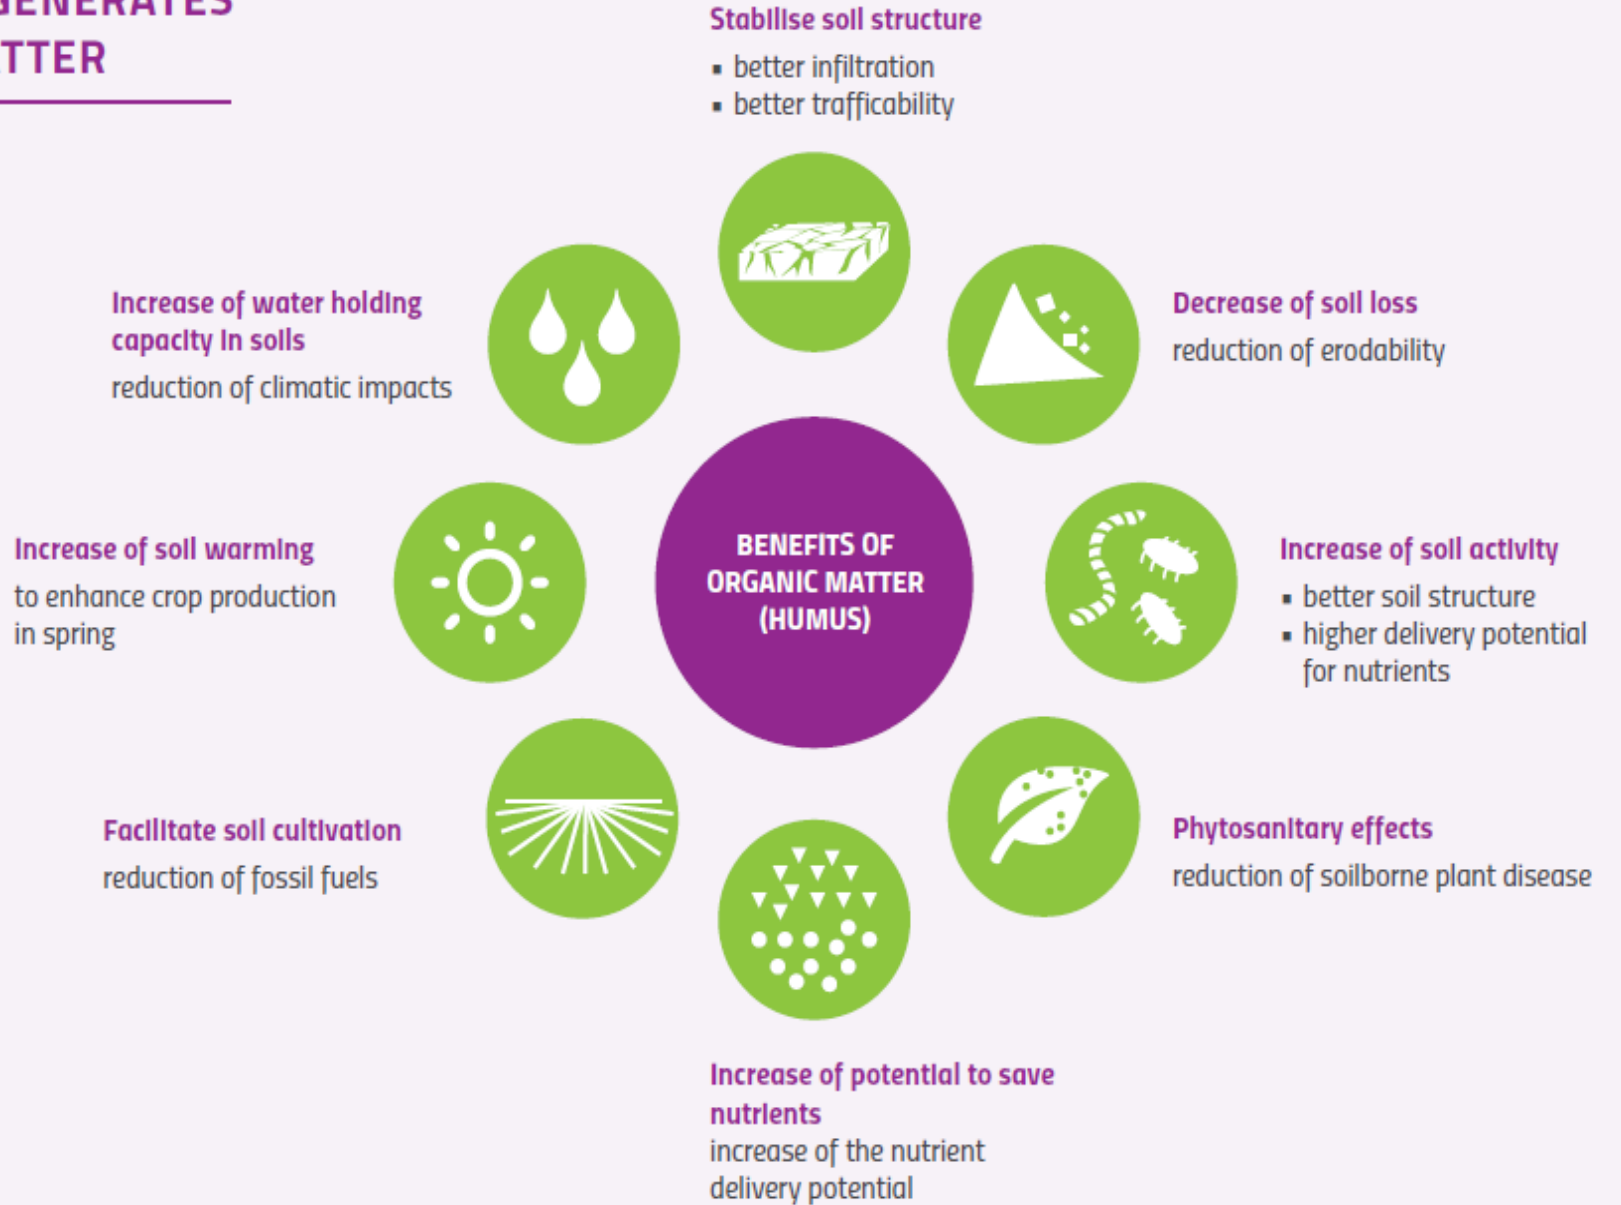 GENERATES
TTER
Stabilise soil structure
▪ better infiltration
▪ better trafficability
Increase of water holding
capacity in soils
reduction of climatic impacts
Decrease of soil loss
reduction of erodability
Increase of soil warming
to enhance crop production
in spring
BENEFITS OF
ORGANIC MATTER
(HUMUS)
Increase of soil activity
▪ better soil structure
▪ higher delivery potential
for nutrients
Facilitate soil cultivation
reduction of fossil fuels
Phytosanitary effects
reduction of soilborne plant disease
Increase of potential to save
nutrients
increase of the nutrient
delivery potential